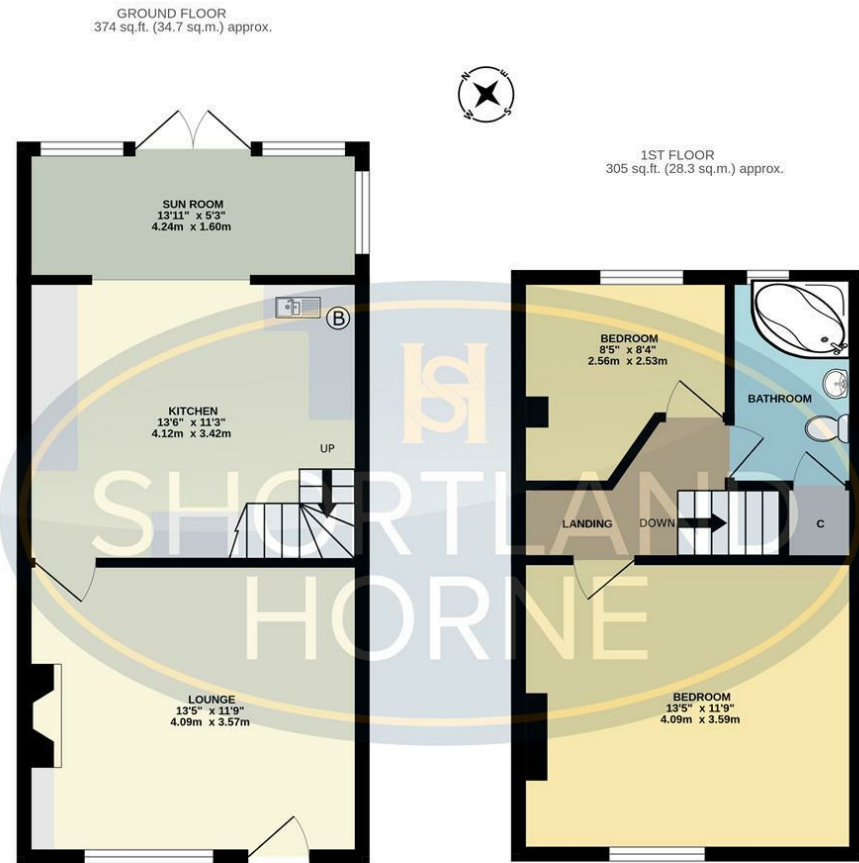 GROUND FLOOR
374 sq.ft. (34.7 sq.m.) approx.
N
E
W
S
1ST FLOOR
305 sq.ft. (28.3 sq.m.) approx.
SUN ROOM
13'11" x 5'3"
4.24m x 1.60m
B
KITCHEN
13'6" x 11'3"
4.12m x 3.42m
UP
BEDROOM
8'5" x 8'4"
2.56m x 2.53m
BATHROOM
LANDING
DOWN
C
SHORTLAND
HORNE
LOUNGE
13'5" x 11'9"
4.09m x 3.57m
BEDROOM
13'5" x 11'9"
4.09m x 3.59m